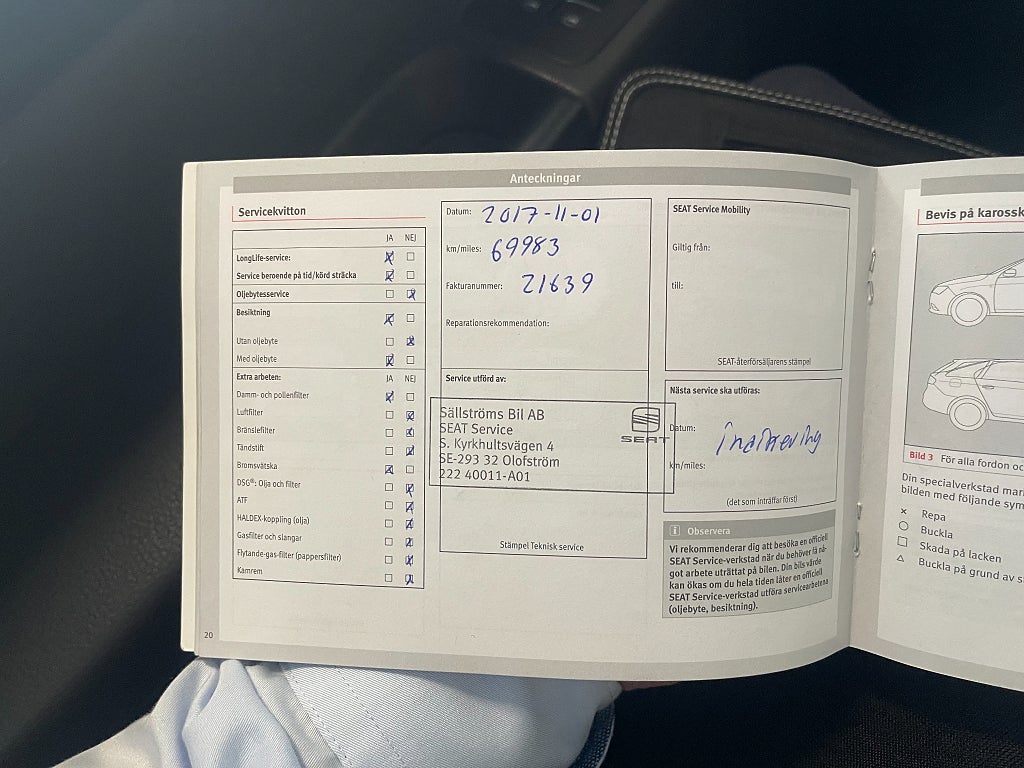 Anteckningar
Servicekvitton
JA NEJ
LongLife-service:
Service beroende på tid/körd sträcka
Oljebytesservice
Besiktning
Utan oljebyte
Med oljebyte
Extra arbeten: JA NEJ
Damm- och pollenfilter
Luftfilter
Bränslefilter
Tändstift
Bromsvätska
DSG®: Olja och filter
ATF
HALDEX-koppling (olja)
Gasfilter och slangar
Flytande-gas-filter (pappersfilter)
Kamrem
20
Datum: 2017-11-01
km/miles: 69983
Fakturanummer: 21639
Reparationsrekommendation:
Service utförd av:
Sällströms Bil AB
SEAT Service
S. Kyrkhultsvägen 4
SE-293 32 Olofström
222 40011-A01
SEAT
Stämpel Teknisk service
SEAT Service Mobility
Giltig från:
till:
SEAT-återförsäljarens stämpel
Nästa service ska utföras:
Datum:
km/miles:
(det som inträffar först)
i Observera
Vi rekommenderar dig att besöka en officiell
SEAT Service-verkstad när du behöver få nå-
got arbete uträttat på bilen. Din bils värde
kan ökas om du hela tiden låter en officiell
SEAT Service-verkstad utföra servicearbetena
(oljebyte, besiktning).
Bevis på karossk
Bild 3 För alla fordon oc
Din specialverkstad mar
bilden med följande sym
× Repa
○ Buckla
□ Skada på lacken
△ Buckla på grund av s